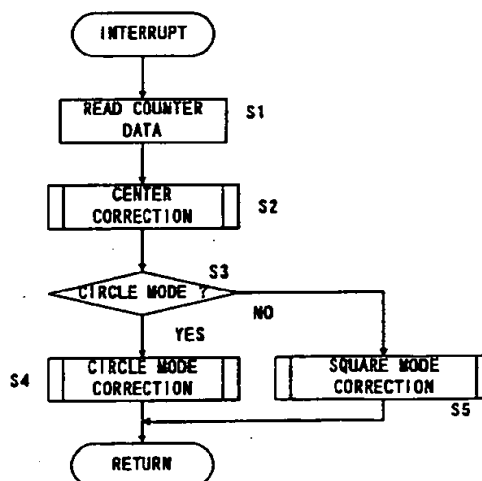 INTERRUPT
READ COUNTER
DATA
S1
CENTER
CORRECTION
S2
S3
CIRCLE MODE ?
NO
YES
S4
CIRCLE MODE
CORRECTION
SQUARE MODE
CORRECTION
S5
RETURN